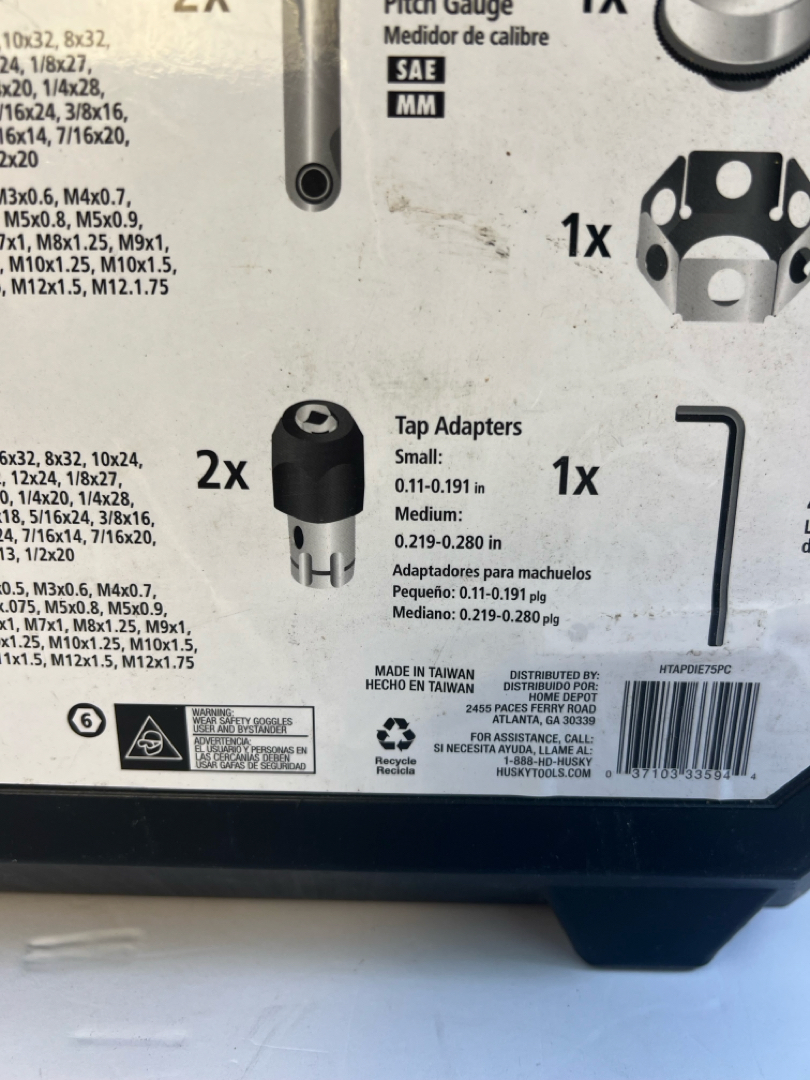 Pitch Gauge
Medidor de calibre
SAE
MM
2x
1x
10x32, 8x32,
24, 1/8x27,
x20, 1/4x28,
/16x24, 3/8x16,
16x14, 7/16x20,
2x20
M3x0.6, M4x0.7,
M5x0.8, M5x0.9,
7x1, M8x1.25, M9x1,
, M10x1.25, M10x1.5,
, M12x1.5, M12.1.75
1x
6x32, 8x32, 10x24,
, 12x24, 1/8x27,
0, 1/4x20, 1/4x28,
x18, 5/16x24, 3/8x16,
24, 7/16x14, 7/16x20,
13, 1/2x20
x0.5, M3x0.6, M4x0.7,
x.075, M5x0.8, M5x0.9,
x1, M7x1, M8x1.25, M9x1,
x1.25, M10x1.25, M10x1.5,
11x1.5, M12x1.5, M12x1.75
2x
Tap Adapters
Small:
0.11-0.191 in
Medium:
0.219-0.280 in
Adaptadores para machuelos
Pequeño: 0.11-0.191 plg
Mediano: 0.219-0.280 plg
1x
6
WARNING:
WEAR SAFETY GOGGLES
USER AND BYSTANDER
ADVERTENCIA:
EL USUARIO Y PERSONAS EN
LAS CERCANÍAS DEBEN
USAR GAFAS DE SEGURIDAD
MADE IN TAIWAN
HECHO EN TAIWAN
Recycle
Recicla
DISTRIBUTED BY:
DISTRIBUIDO POR:
HOME DEPOT
2455 PACES FERRY ROAD
ATLANTA, GA 30339
FOR ASSISTANCE, CALL:
SI NECESITA AYUDA, LLAME AL:
1-888-HD-HUSKY
HUSKYTOOLS.COM
HTAPDIE75PC
0 37103 33594 4